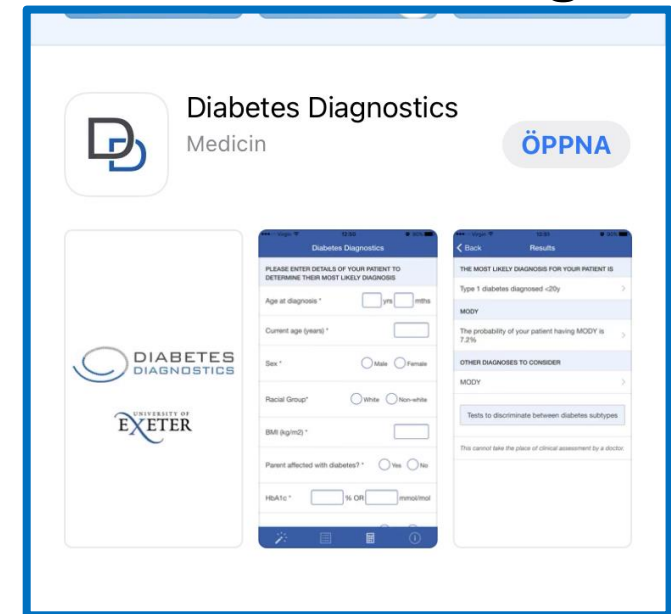 Diabetes Diagnostics
Medicin
ÖPPNA
DIABETES
DIAGNOSTICS
UNIVERSITY OF
EXETER
Diabetes Diagnostics
PLEASE ENTER DETAILS OF YOUR PATIENT TO
DETERMINE THEIR MOST LIKELY DIAGNOSIS
Age at diagnosis * yrs mths
Current age (years) *
Sex * Male Female
Racial Group* White Non-white
BMI (kg/m2) *
Parent affected with diabetes? * Yes No
HbA1c * % OR mmol/mol
Back Results
THE MOST LIKELY DIAGNOSIS FOR YOUR PATIENT IS
Type 1 diabetes diagnosed <20y
MODY
The probability of your patient having MODY is
7.2%
OTHER DIAGNOSES TO CONSIDER
MODY
Tests to discriminate between diabetes subtypes
This cannot take the place of clinical assessment by a doctor.